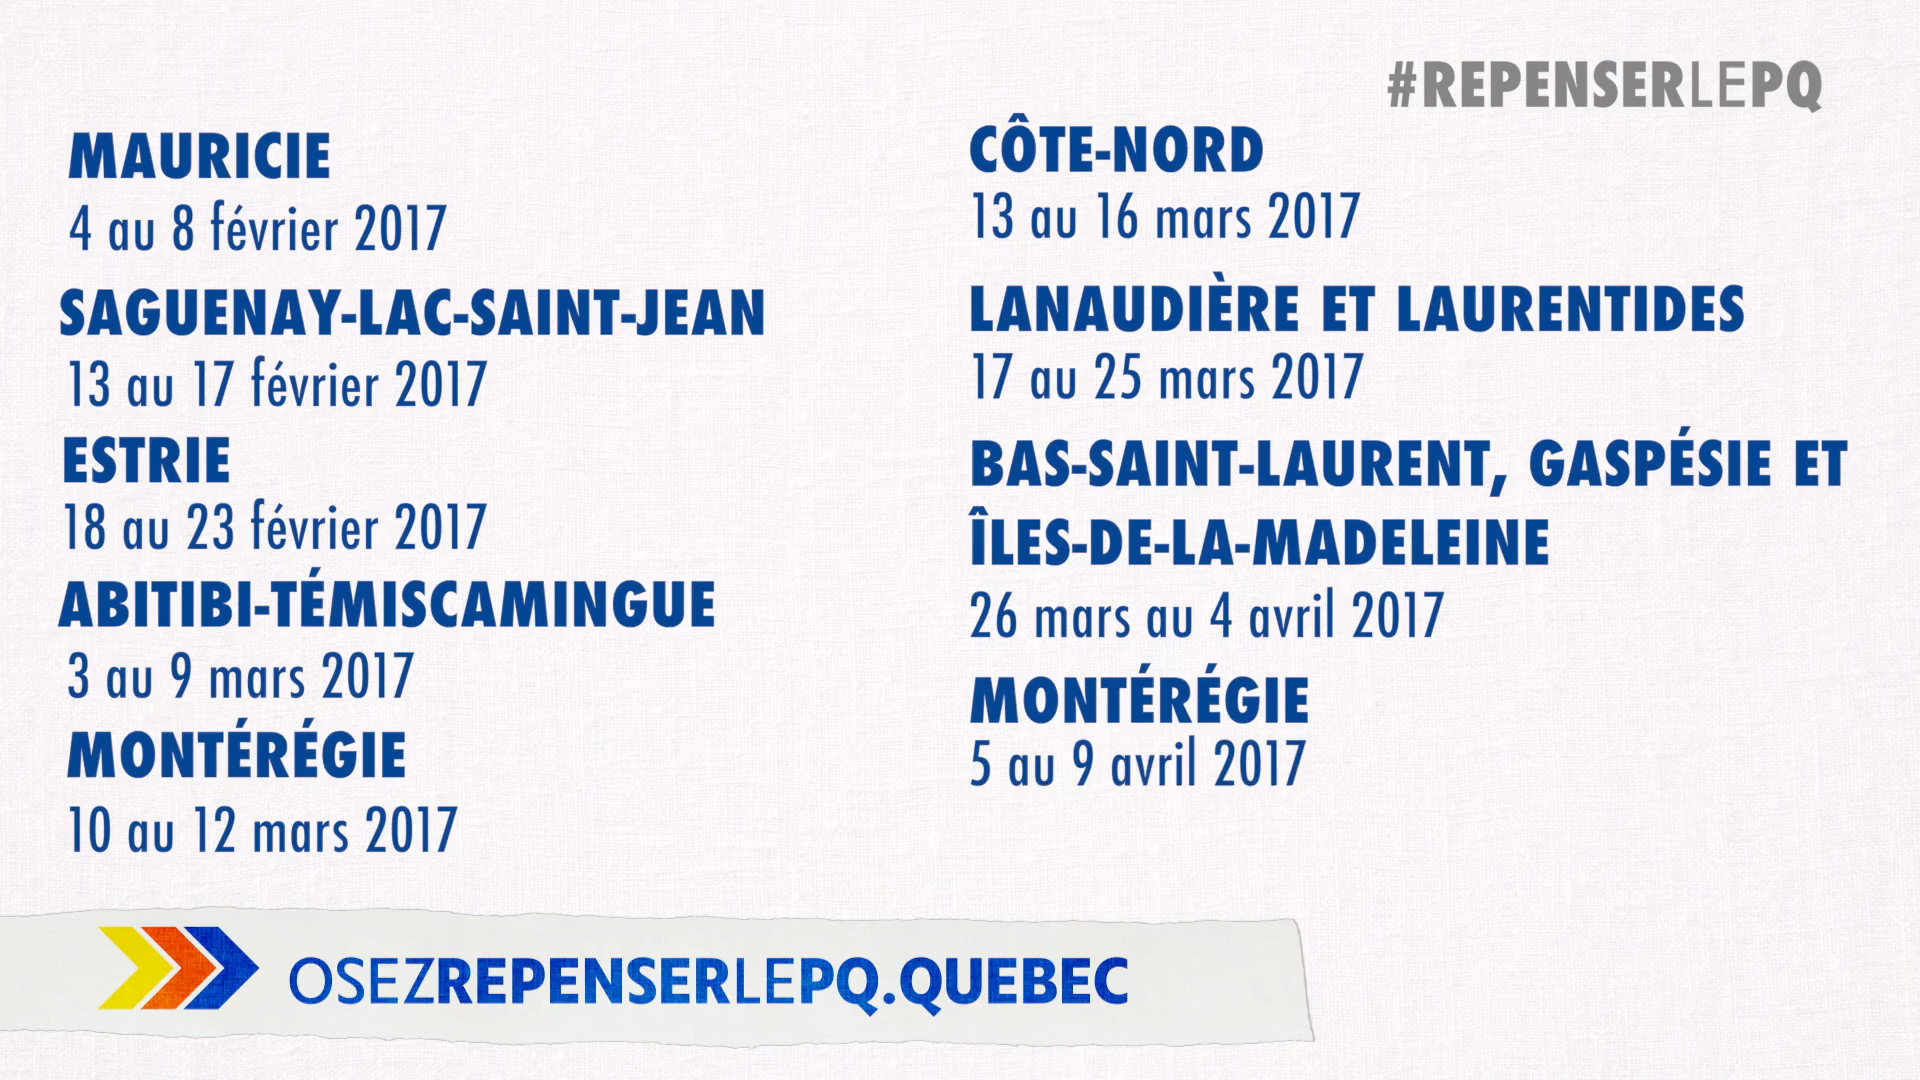 #REPENSERLEPQ
MAURICIE
4 au 8 février 2017
SAGUENAY-LAC-SAINT-JEAN
13 au 17 février 2017
ESTRIE
18 au 23 février 2017
ABITIBI-TÉMISCAMINGUE
3 au 9 mars 2017
MONTÉRÉGIE
10 au 12 mars 2017
CÔTE-NORD
13 au 16 mars 2017
LANAUDIÈRE ET LAURENTIDES
17 au 25 mars 2017
BAS-SAINT-LAURENT, GASPÉSIE ET
ÎLES-DE-LA-MADELEINE
26 mars au 4 avril 2017
MONTÉRÉGIE
5 au 9 avril 2017
OSEZREPENSERLEPQ.QUEBEC